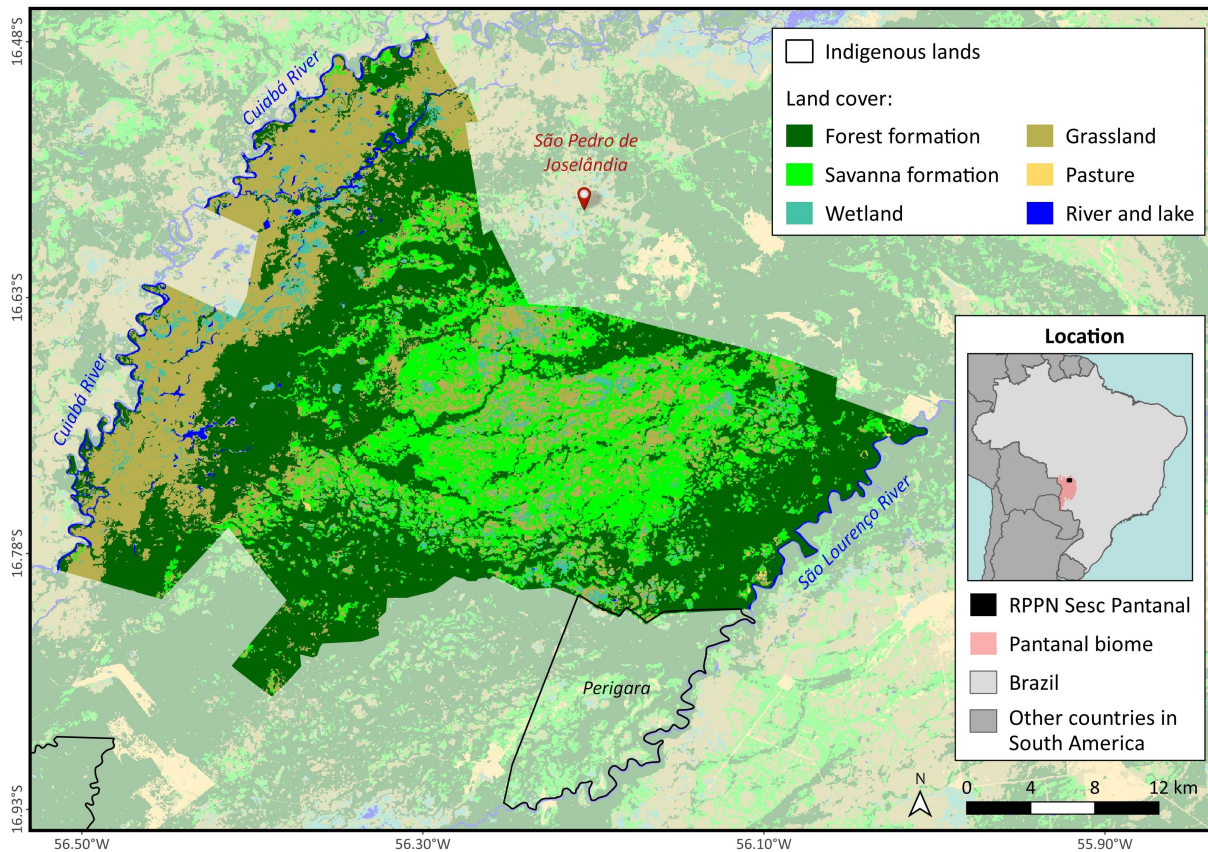 16.48°S
16.63°S
16.78°S
16.93°S
56.50°W
56.30°W
56.10°W
55.90°W
Cuiabá River
Cuiabá River
São Pedro de
Joselândia
São Lourenço River
Perigara
Indigenous lands
Land cover:
Forest formation
Savanna formation
Wetland
Grassland
Pasture
River and lake
Location
RPPN Sesc Pantanal
Pantanal biome
Brazil
Other countries in
South America
N
0 4 8 12 km